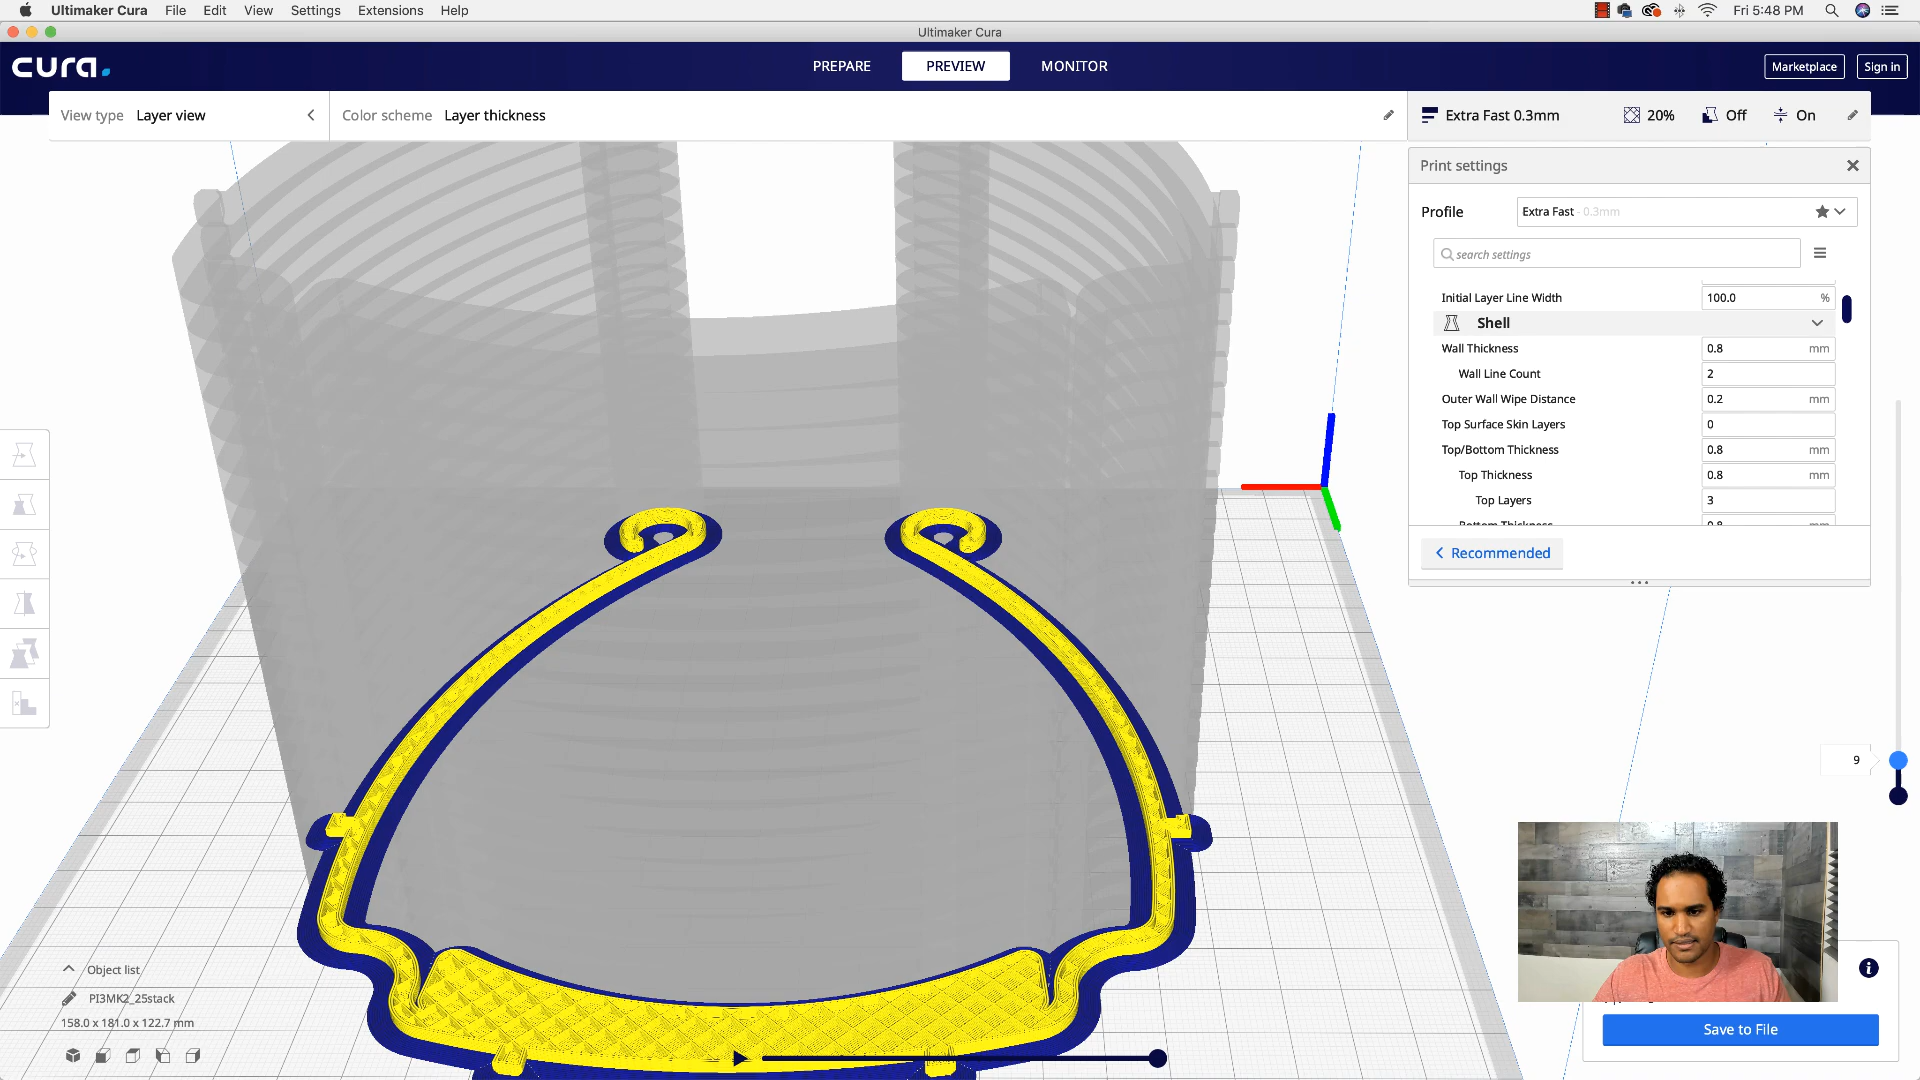 Ultimaker Cura File Edit View Settings Extensions Help Fri 5:48 PM
Ultimaker Cura
cura.
PREPARE PREVIEW MONITOR
Marketplace Sign in
View type Layer view
Color scheme Layer thickness
Extra Fast 0.3mm 20% Off On
Print settings
Profile Extra Fast - 0.3mm
search settings
Initial Layer Line Width 100.0 %
Shell
Wall Thickness 0.8 mm
Wall Line Count 2
Outer Wall Wipe Distance 0.2 mm
Top Surface Skin Layers 0
Top/Bottom Thickness 0.8 mm
Top Thickness 0.8 mm
Top Layers 3
Bottom Thickness 0.8 mm
Recommended
9
Object list
PI3MK2_25stack
158.0 x 181.0 x 122.7 mm
Save to File